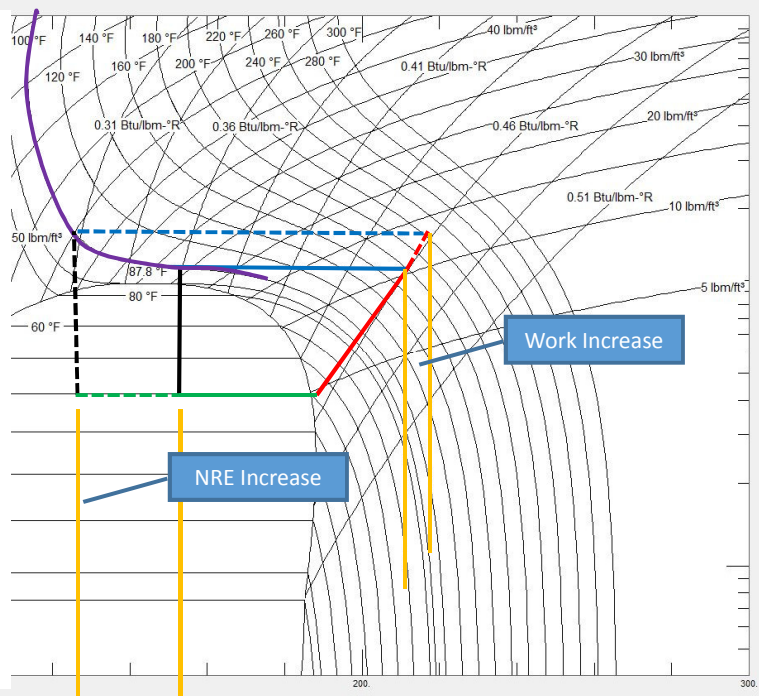 40 lbm/ft³
100 °F
140 °F
180 °F
220 °F
260 °F
300 °F
120 °F
160 °F
200 °F
240 °F
280 °F
30 lbm/ft³
0.41 Btu/lbm-°R
20 lbm/ft³
0.31 Btu/lbm-°R
0.36 Btu/lbm-°R
0.46 Btu/lbm-°R
0.51 Btu/lbm-°R
10 lbm/ft³
50 lbm/ft³
87.8 °F
80 °F
5 lbm/ft³
60 °F
Work Increase
NRE Increase
200.
300.